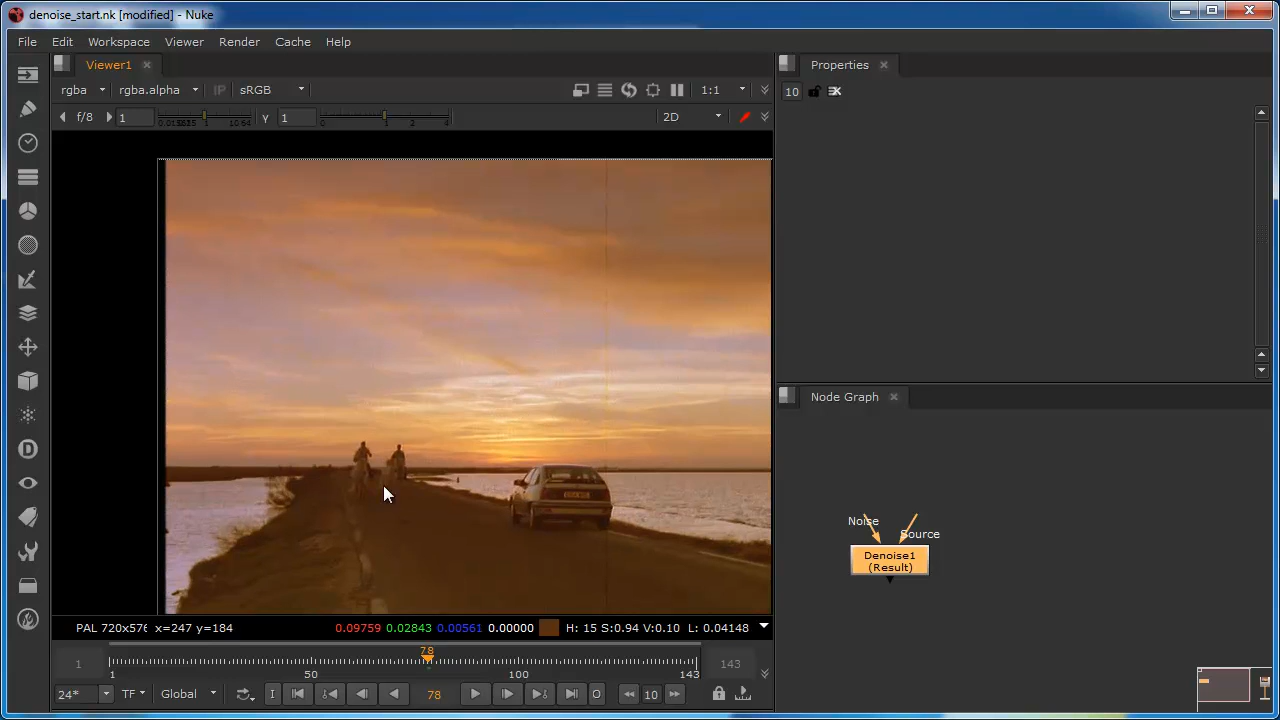 denoise_start.nk [modified] - Nuke
File Edit Workspace Viewer Render Cache Help
Viewer1
rgba rgba.alpha IP sRGB 1:1
f/8 1 γ 1 2D
PAL 720x576 x=247 y=184 0.09759 0.02843 0.00561 0.00000 H: 15 S:0.94 V:0.10 L: 0.04148
78
1 143
1 50 100 143
24* TF Global I 78 O 10
Properties
10
Node Graph
Noise
Source
Denoise1
(Result)